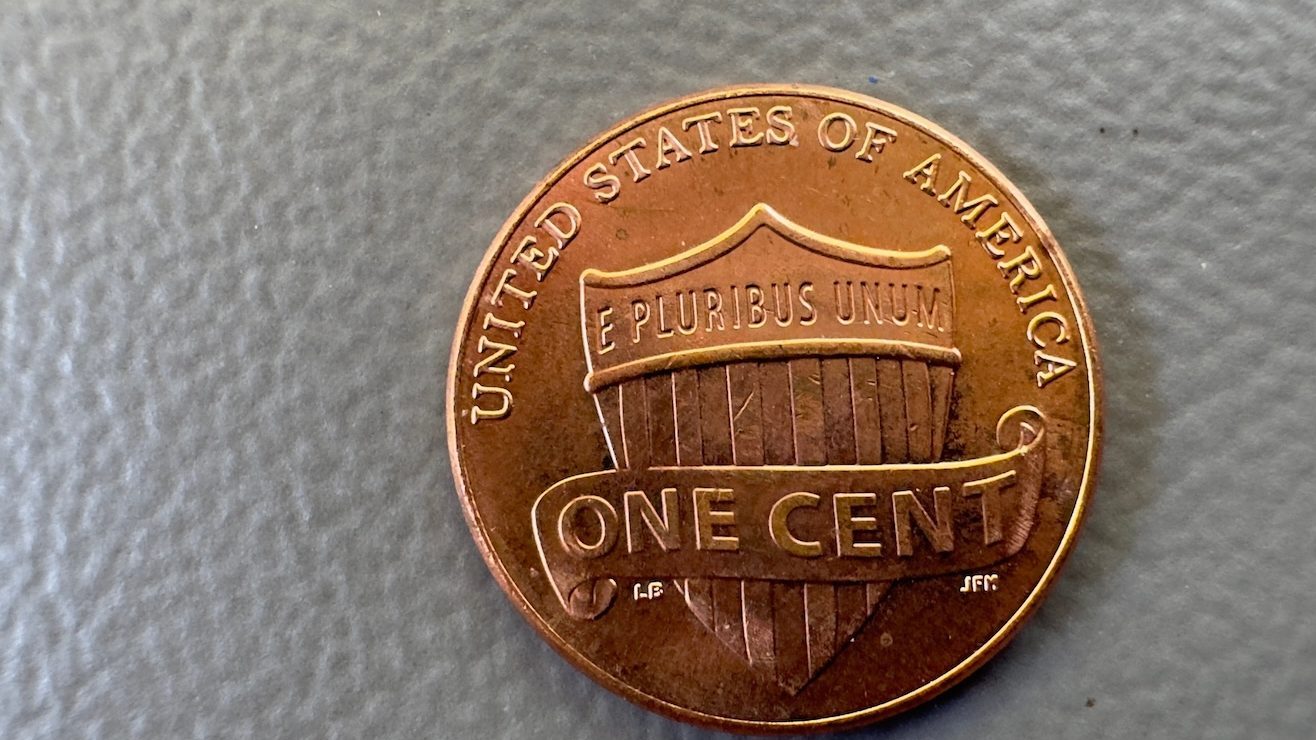 UNITED STATES OF AMERICA
E PLURIBUS UNUM
ONE CENT
LB
JFM